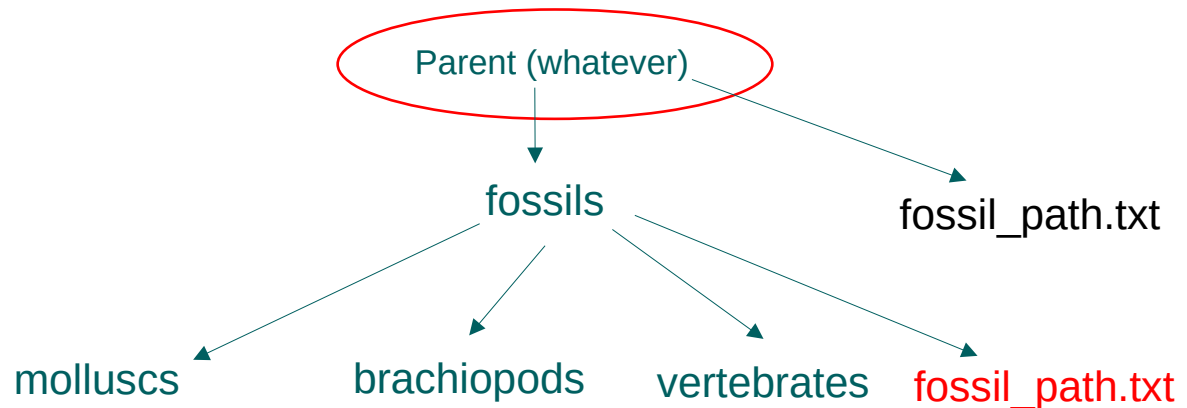 Parent (whatever)
fossils
fossil_path.txt
molluscs
brachiopods
vertebrates
fossil_path.txt